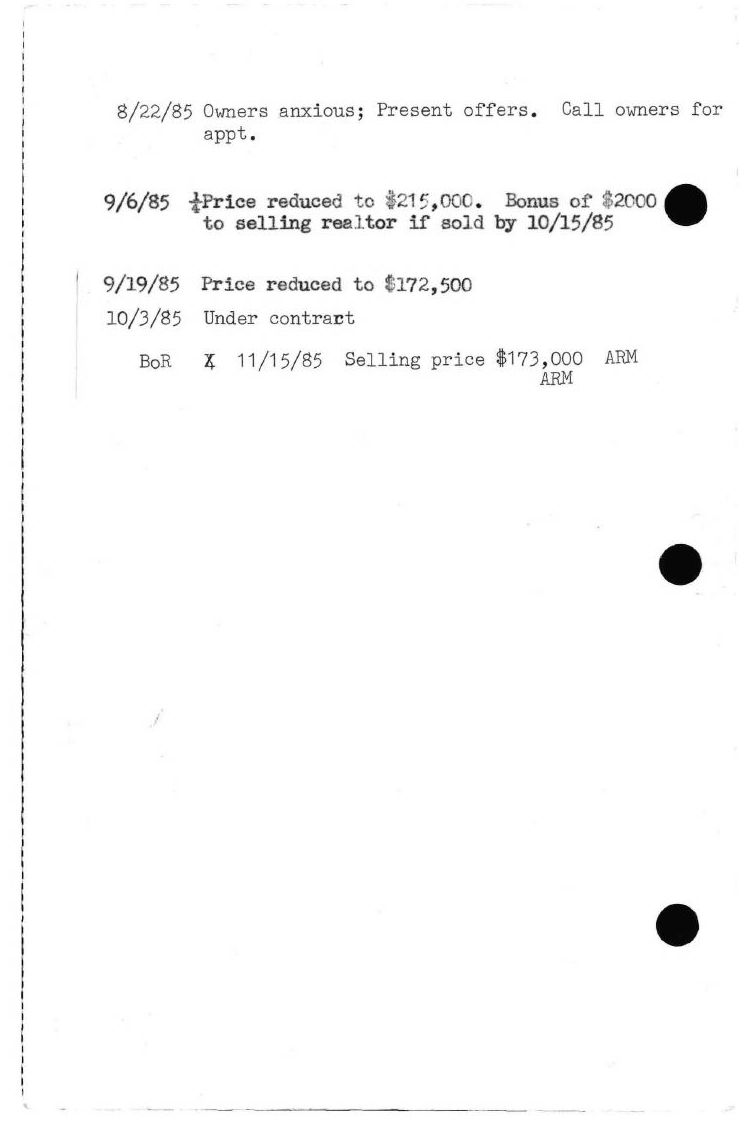 8/22/85 Owners anxious; Present offers. Call owners for
appt.
9/6/85 ¼Price reduced to $215,000. Bonus of $2000
to selling realtor if sold by 10/15/85
9/19/85 Price reduced to $172,500
10/3/85 Under contract
BoR X 11/15/85 Selling price $173,000 ARM
ARM